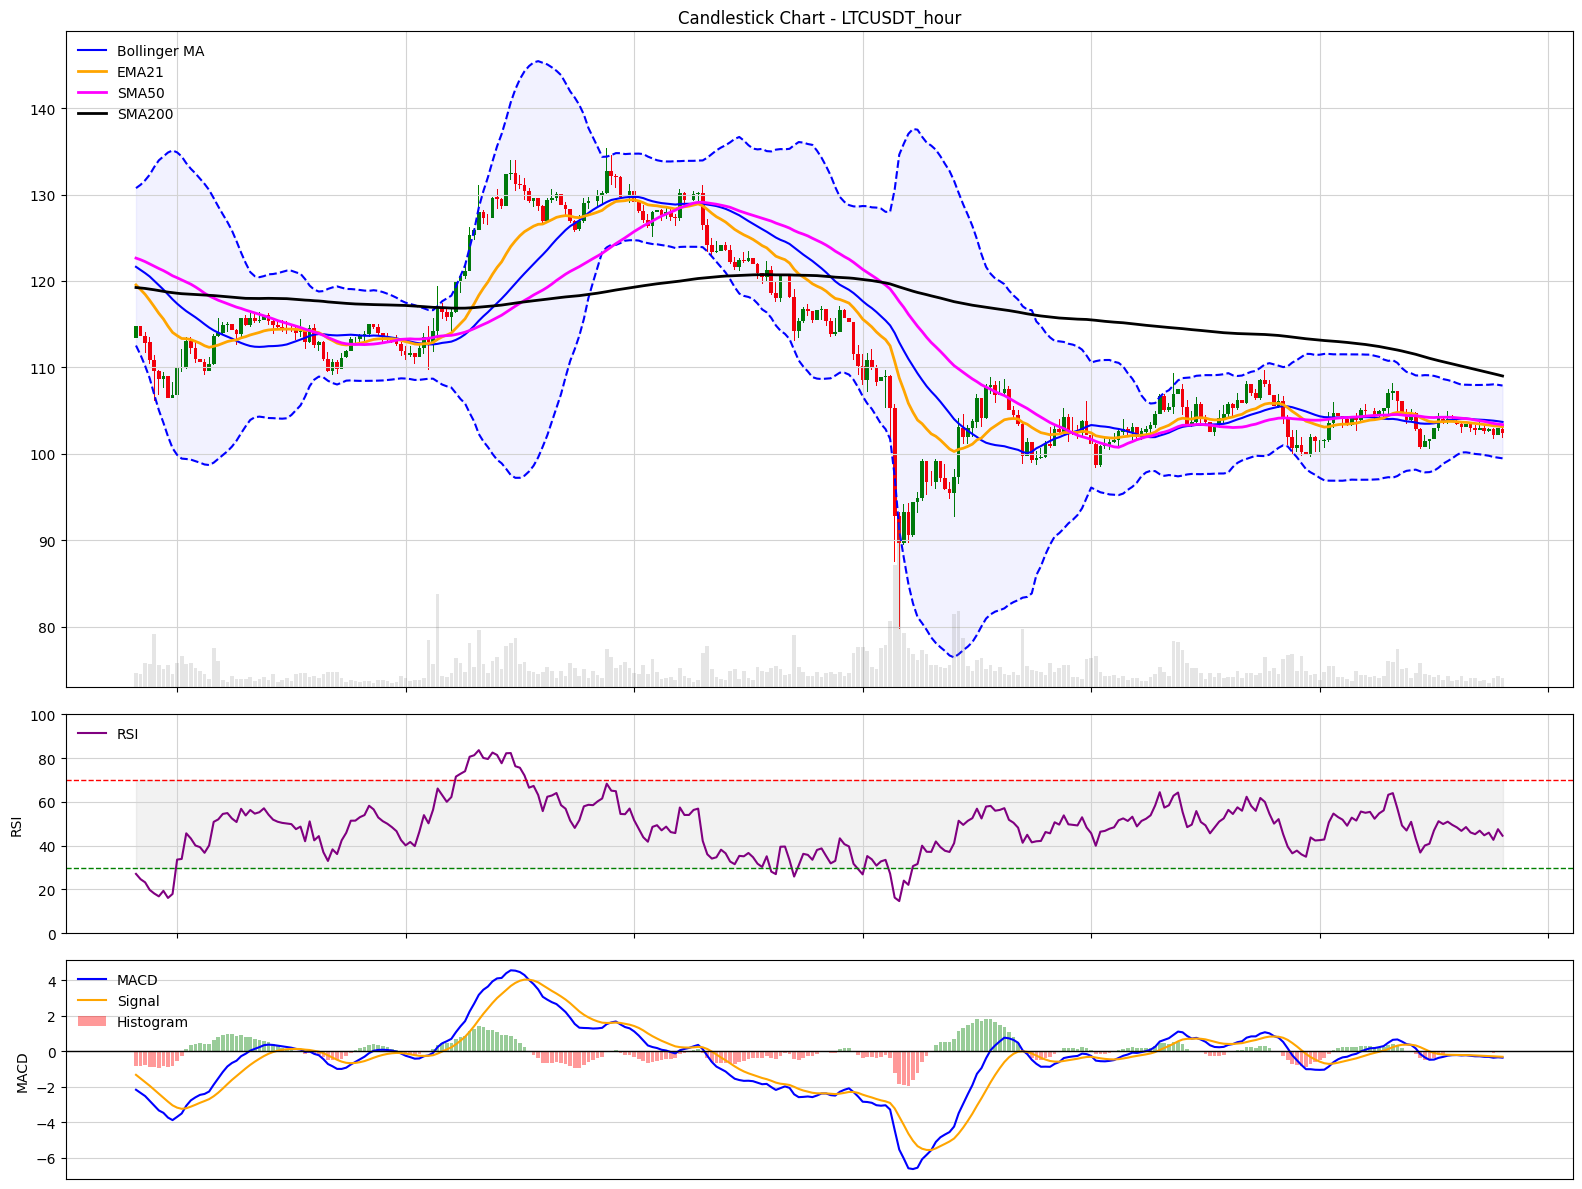 Candlestick Chart - LTCUSDT_hour
Bollinger MA
EMA21
SMA50
SMA200
140
130
120
110
100
90
80
RSI
100
80
60
40
20
0
RSI
MACD
Signal
Histogram
4
2
0
−2
−4
−6
MACD